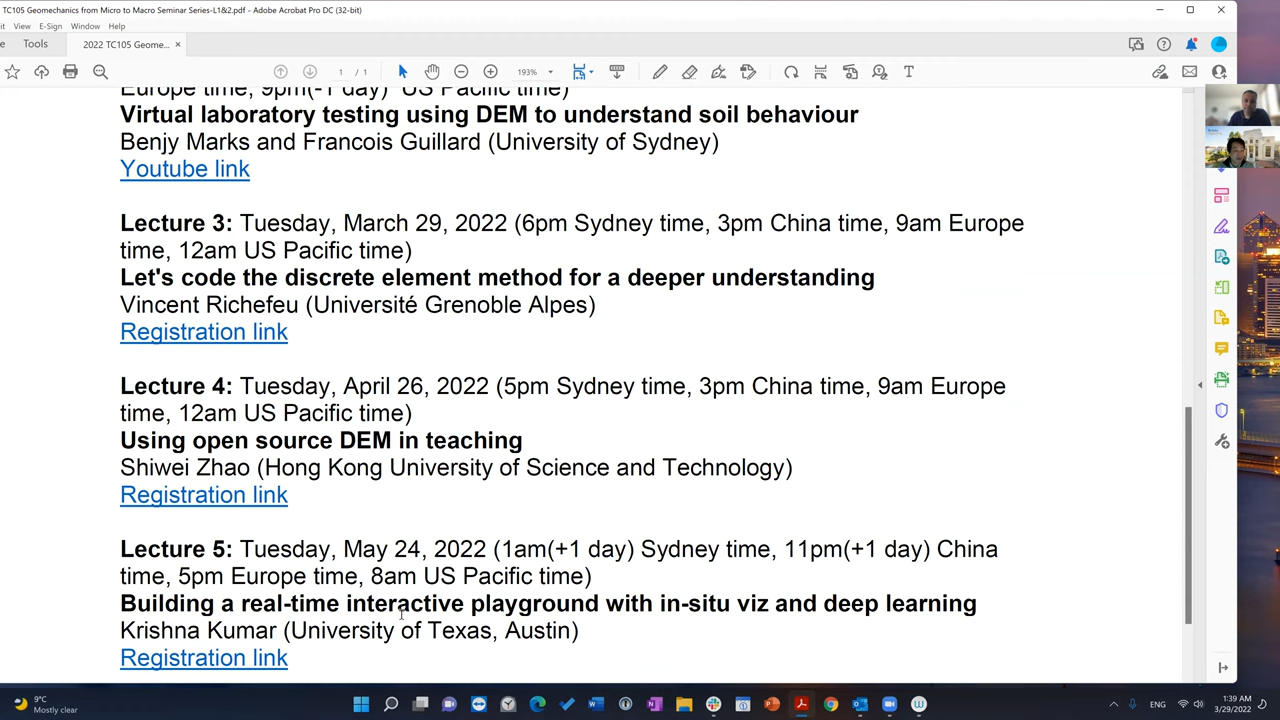 TC105 Geomechanics from Micro to Macro Seminar Series-L1&2.pdf - Adobe Acrobat Pro DC (32-bit)
it View E-Sign Window Help
Tools 2022 TC105 Geome... ×
1 / 1 193%
Europe time, 9pm(-1 day) US Pacific time)
Virtual laboratory testing using DEM to understand soil behaviour
Benjy Marks and Francois Guillard (University of Sydney)
Youtube link
Lecture 3: Tuesday, March 29, 2022 (6pm Sydney time, 3pm China time, 9am Europe
time, 12am US Pacific time)
Let's code the discrete element method for a deeper understanding
Vincent Richefeu (Université Grenoble Alpes)
Registration link
Lecture 4: Tuesday, April 26, 2022 (5pm Sydney time, 3pm China time, 9am Europe
time, 12am US Pacific time)
Using open source DEM in teaching
Shiwei Zhao (Hong Kong University of Science and Technology)
Registration link
Lecture 5: Tuesday, May 24, 2022 (1am(+1 day) Sydney time, 11pm(+1 day) China
time, 5pm Europe time, 8am US Pacific time)
Building a real-time interactive playground with in-situ viz and deep learning
Krishna Kumar (University of Texas, Austin)
Registration link
9°C
Mostly clear
ENG
1:39 AM
3/29/2022